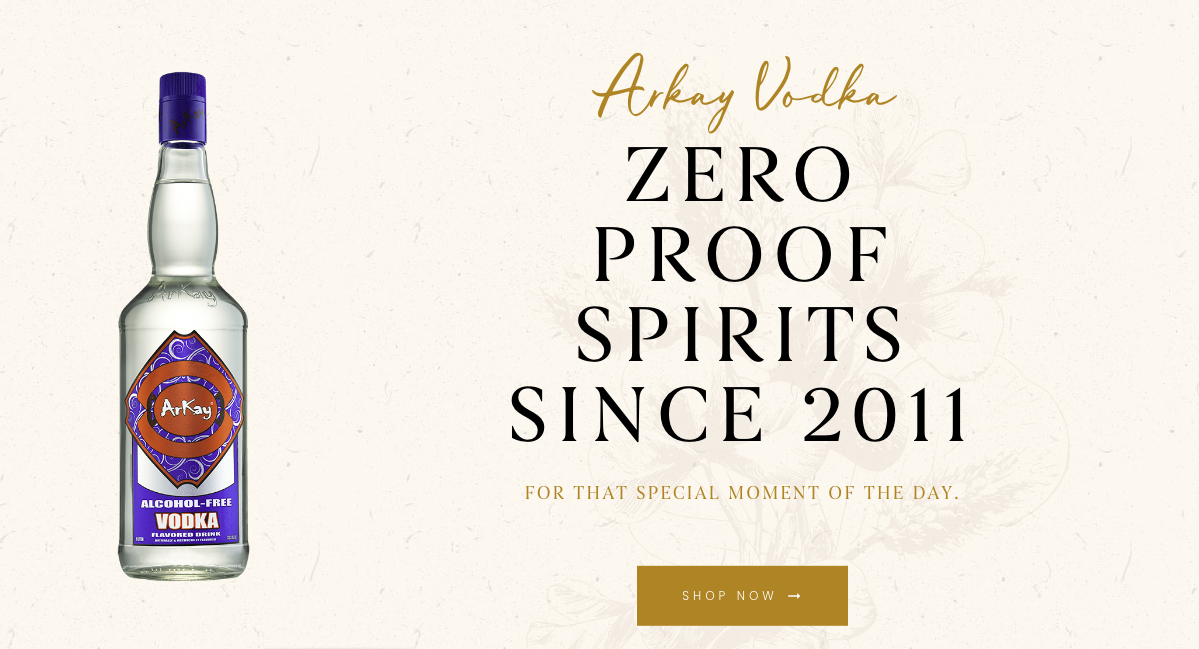 Arkay Vodka
ZERO
PROOF
SPIRITS
SINCE 2011
FOR THAT SPECIAL MOMENT OF THE DAY.
SHOP NOW →
ArKay
ArKay
ALCOHOL-FREE
VODKA
FLAVORED DRINK